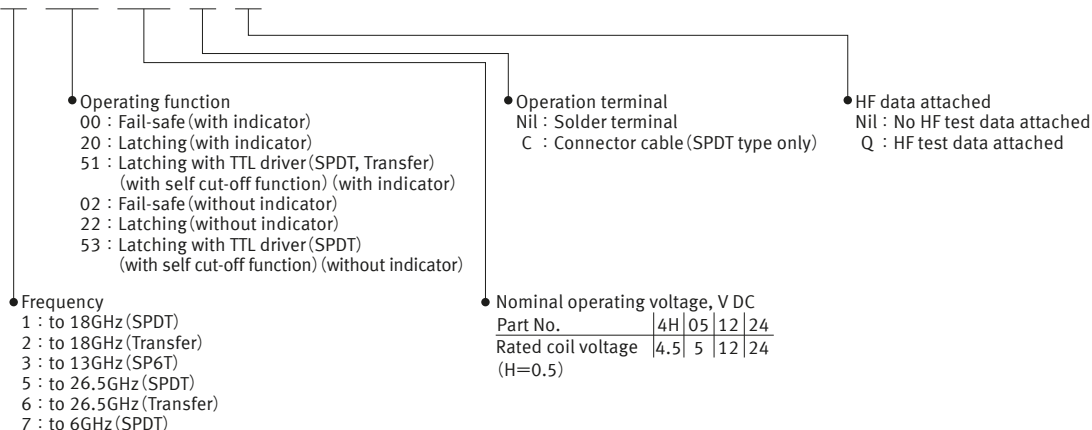 Operating function
00 : Fail-safe (with indicator)
20 : Latching (with indicator)
51 : Latching with TTL driver (SPDT, Transfer)
(with self cut-off function) (with indicator)
02 : Fail-safe (without indicator)
22 : Latching (without indicator)
53 : Latching with TTL driver (SPDT)
(with self cut-off function) (without indicator)
Operation terminal
Nil : Solder terminal
C : Connector cable (SPDT type only)
HF data attached
Nil : No HF test data attached
Q : HF test data attached
Frequency
1 : to 18GHz (SPDT)
2 : to 18GHz (Transfer)
3 : to 13GHz (SP6T)
5 : to 26.5GHz (SPDT)
6 : to 26.5GHz (Transfer)
7 : to 6GHz (SPDT)
Nominal operating voltage, V DC
Part No. 4H 05 12 24
Rated coil voltage 4.5 5 12 24
(H=0.5)